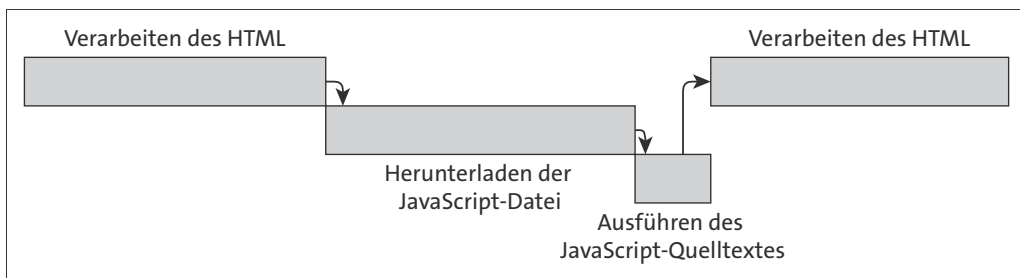 Verarbeiten des HTML
Verarbeiten des HTML
Herunterladen der
JavaScript-Datei
Ausführen des
JavaScript-Quelltextes